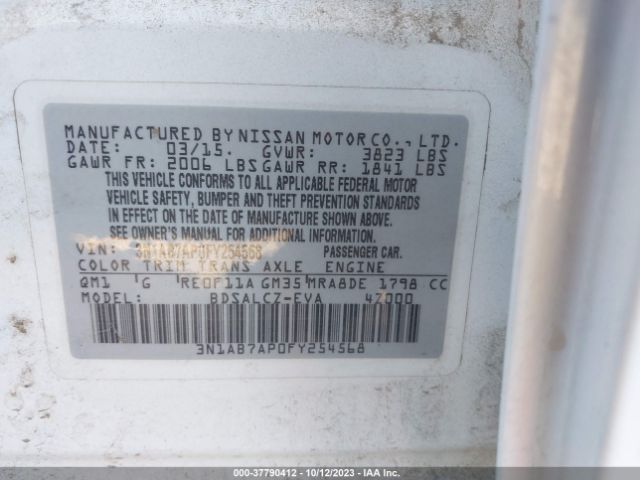 MANUFACTURED BY NISSAN MOTOR CO., LTD.
DATE: 03/15. GVWR: 3823 LBS
GAWR FR: 2006 LBS GAWR RR: 1841 LBS
THIS VEHICLE CONFORMS TO ALL APPLICABLE FEDERAL MOTOR
VEHICLE SAFETY, BUMPER AND THEFT PREVENTION STANDARDS
IN EFFECT ON THE DATE OF MANUFACTURE SHOWN ABOVE.
SEE OWNER'S MANUAL OR DEALER FOR MORE INFORMATION
VIN: 3N1AB7AP0FY254568 PASSENGER CAR.
COLOR TRIM TRANS AXLE ENGINE
QM1 G RE0F11A GM35 MRA8DE 1798 CC
MODEL: BDSALCZ-EVA 47000
3N1AB7AP0FY254568
000-37790412 - 10/12/2023 - IAA Inc.